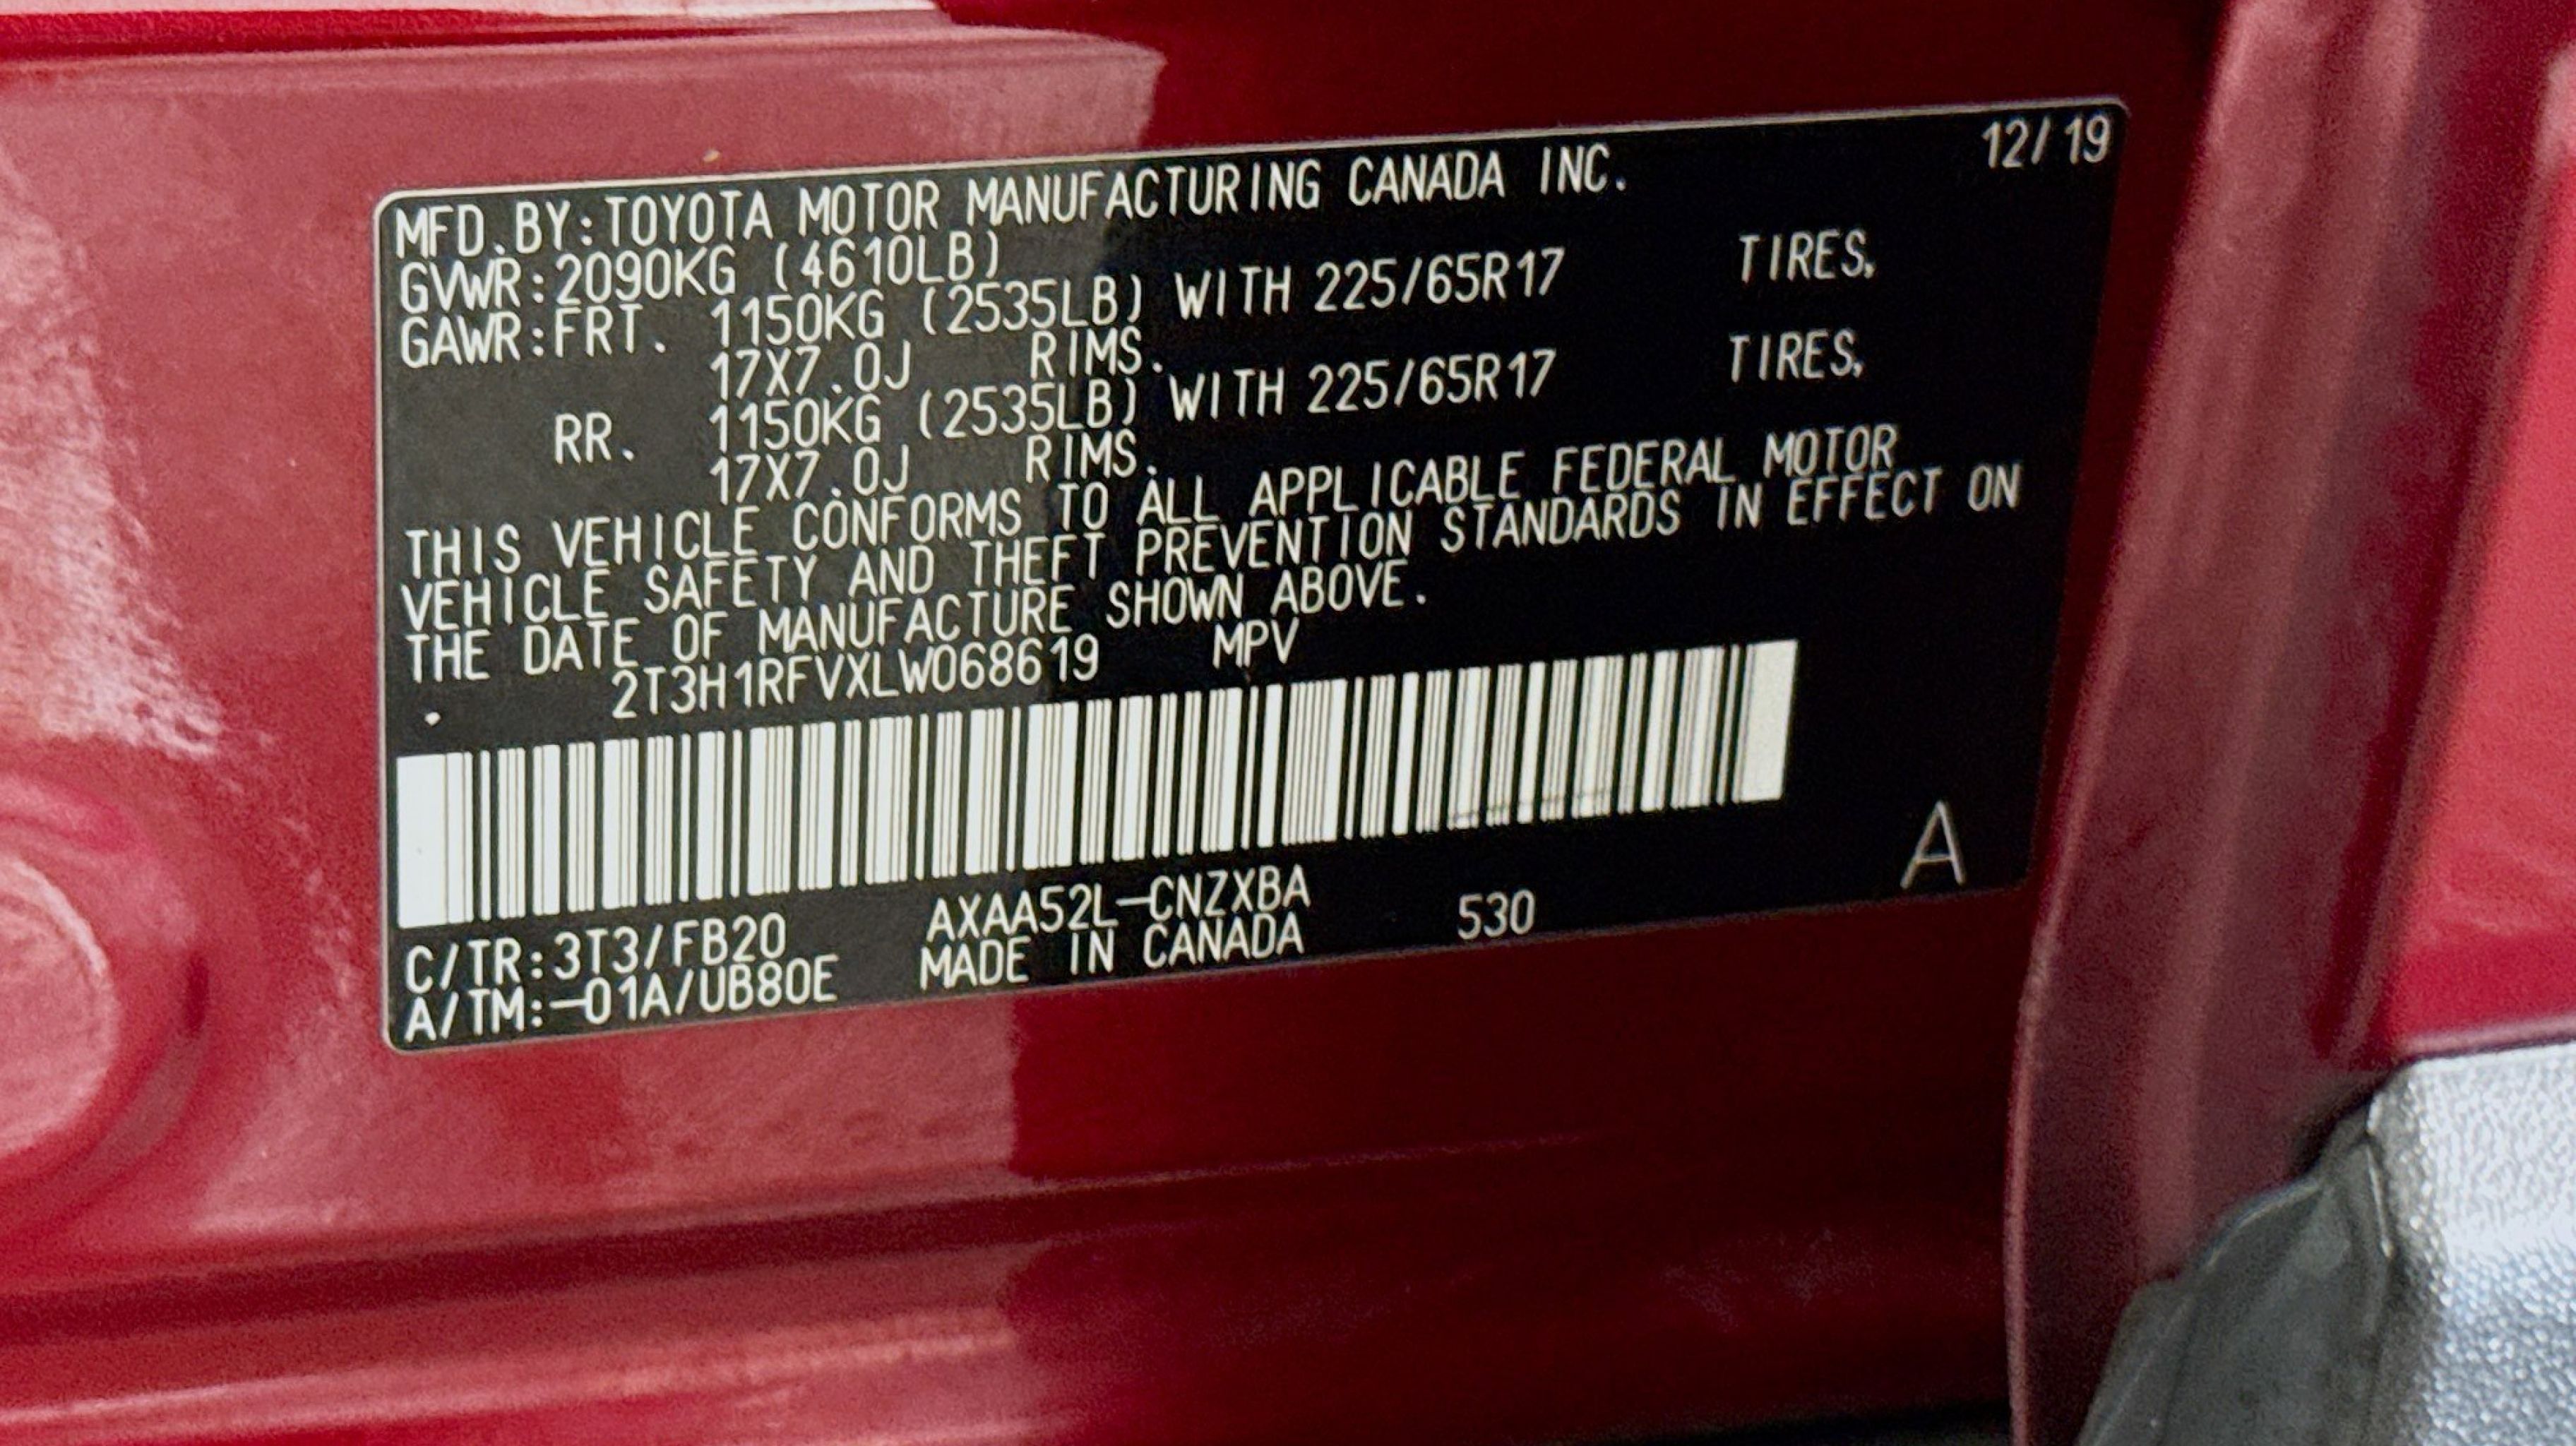 12/19
MFD.BY:TOYOTA MOTOR MANUFACTURING CANADA INC.
GVWR:2090KG (4610LB)
GAWR:FRT. 1150KG (2535LB) WITH 225/65R17 TIRES,
17X7.0J RIMS.
RR. 1150KG (2535LB) WITH 225/65R17 TIRES,
17X7.0J RIMS.
THIS VEHICLE CONFORMS TO ALL APPLICABLE FEDERAL MOTOR
VEHICLE SAFETY AND THEFT PREVENTION STANDARDS IN EFFECT ON
THE DATE OF MANUFACTURE SHOWN ABOVE.
2T3H1RFVXLW068619 MPV
C/TR:3T3/FB20 AXAA52L-CNZXBA 530 A
A/TM:-01A/UB80E MADE IN CANADA